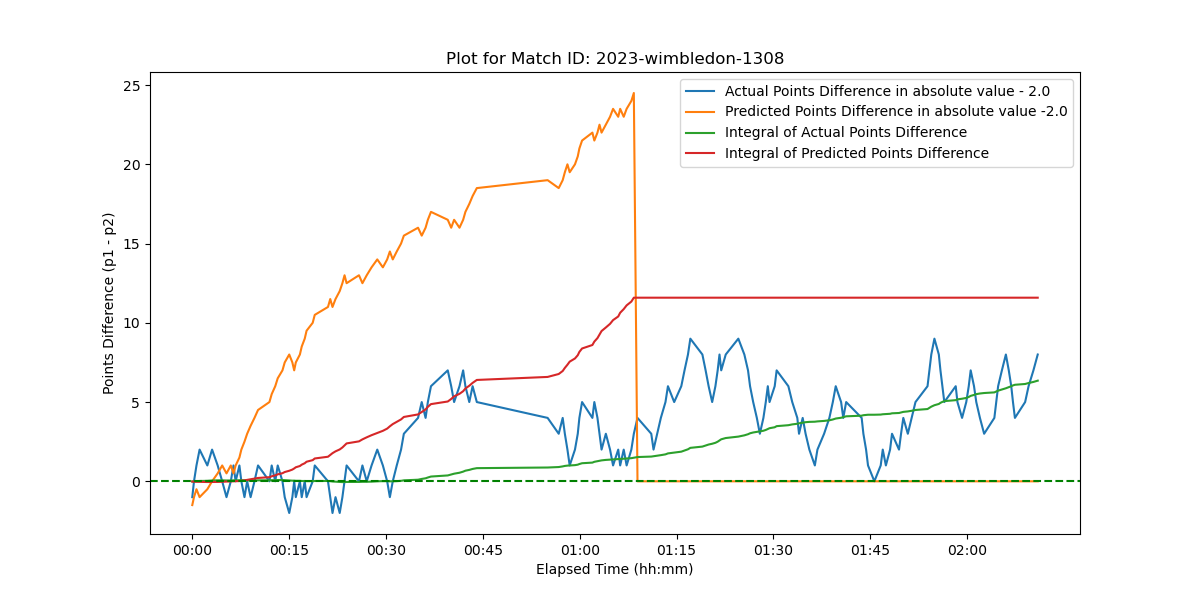 Plot for Match ID: 2023-wimbledon-1308
Actual Points Difference in absolute value - 2.0
Predicted Points Difference in absolute value -2.0
Integral of Actual Points Difference
Integral of Predicted Points Difference
Points Difference (p1 - p2)
25
20
15
10
5
0
00:00 00:15 00:30 00:45 01:00 01:15 01:30 01:45 02:00
Elapsed Time (hh:mm)